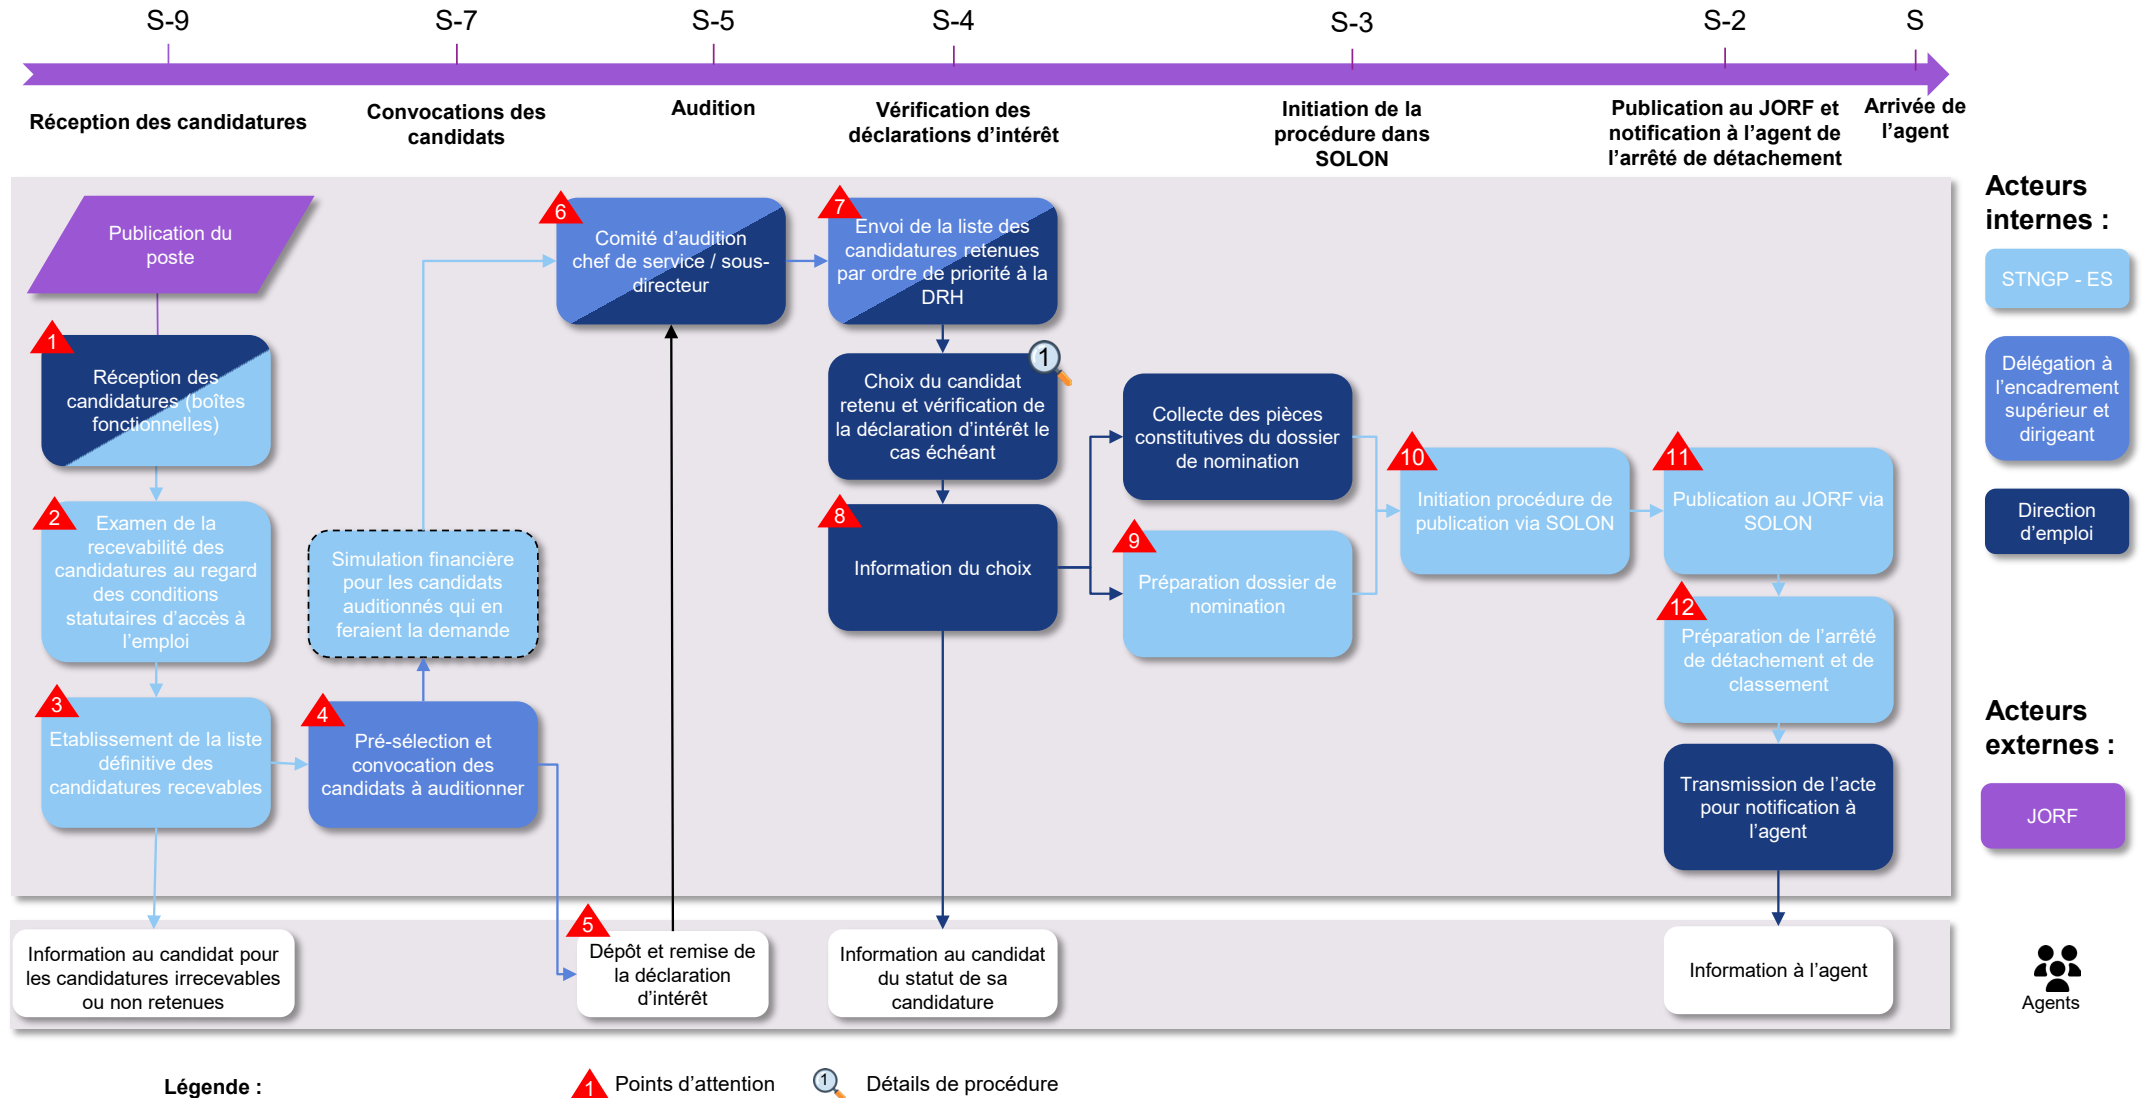 S-9
S-7
S-5
S-4
S-3
S-2
S
Réception des candidatures
Convocations des
candidats
Audition
Vérification des
déclarations d’intérêt
Initiation de la
procédure dans
SOLON
Publication au JORF et
notification à l’agent de
l’arrêté de détachement
Arrivée de
l’agent
Publication du
poste
1
Réception des
candidatures (boîtes
fonctionnelles)
2
Examen de la
recevabilité des
candidatures au regard
des conditions
statutaires d’accès à
l’emploi
3
Etablissement de la liste
définitive des
candidatures recevables
Information au candidat pour
les candidatures irrecevables
ou non retenues
Simulation financière
pour les candidats
auditionnés qui en
feraient la demande
4
Pré-sélection et
convocation des
candidats à auditionner
5
Dépôt et remise de
la déclaration
d’intérêt
6
Comité d’audition
chef de service / sous-
directeur
7
Envoi de la liste des
candidatures retenues
par ordre de priorité à la
DRH
1
Choix du candidat
retenu et vérification de
la déclaration d’intérêt le
cas échéant
8
Information du choix
Information au candidat
du statut de sa
candidature
Collecte des pièces
constitutives du dossier
de nomination
9
Préparation dossier de
nomination
10
Initiation procédure de
publication via SOLON
11
Publication au JORF via
SOLON
12
Préparation de l’arrêté
de détachement et de
classement
Transmission de l’acte
pour notification à
l’agent
Information à l’agent
Acteurs
internes :
STNGP - ES
Délégation à
l’encadrement
supérieur et
dirigeant
Direction
d’emploi
Acteurs
externes :
JORF
Agents
Légende :
1
Points d’attention
1
Détails de procédure